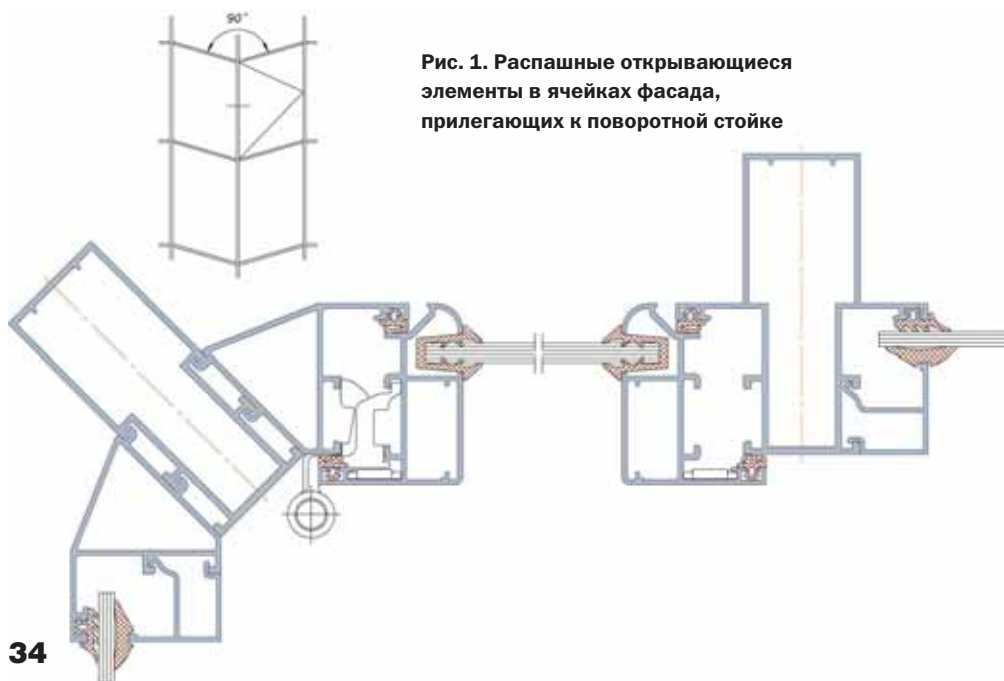 90°
Рис. 1. Распашные открывающиеся
элементы в ячейках фасада,
прилегающих к поворотной стойке
34